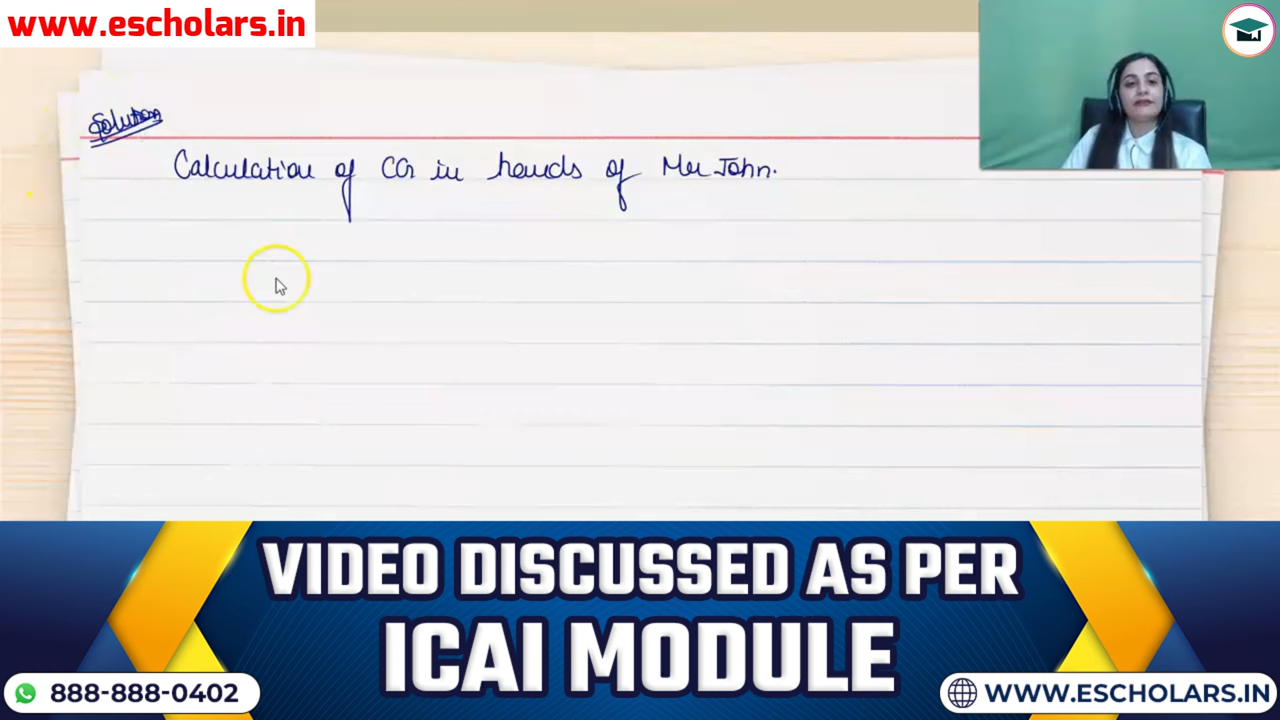 www.escholars.in
Solution
Calculation of CG in hands of Mr John.
VIDEO DISCUSSED AS PER
ICAI MODULE
888-888-0402
WWW.ESCHOLARS.IN